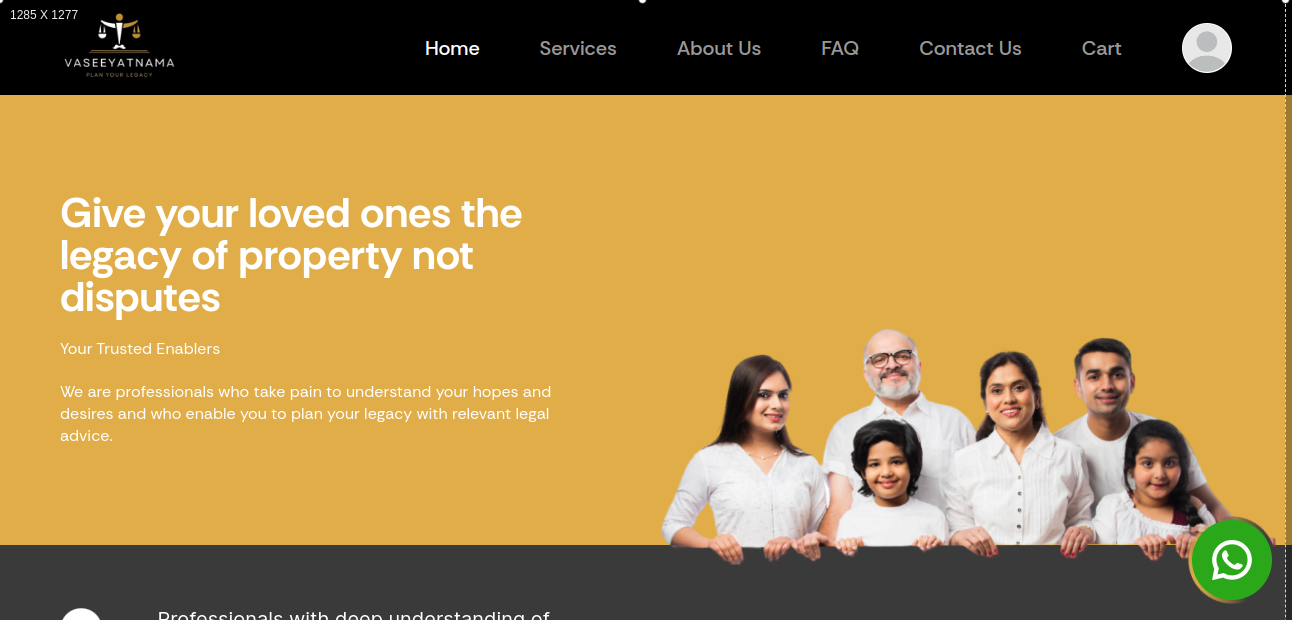 1285 X 1277
VASEEYATNAMA
PLAN YOUR LEGACY
Home Services About Us FAQ Contact Us Cart
Give your loved ones the
legacy of property not
disputes
Your Trusted Enablers
We are professionals who take pain to understand your hopes and
desires and who enable you to plan your legacy with relevant legal
advice.
Professionals with deep understanding of